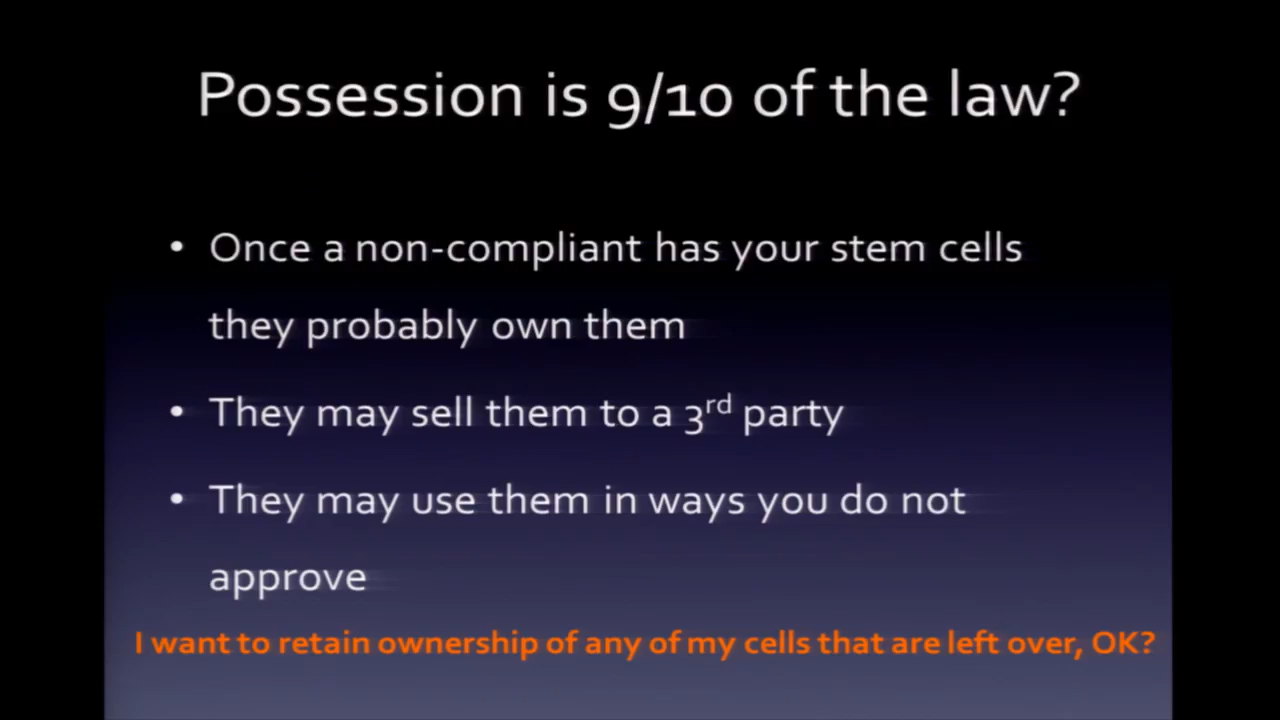 Possession is 9/10 of the law?
• Once a non-compliant has your stem cells
they probably own them
• They may sell them to a 3rd party
• They may use them in ways you do not
approve
I want to retain ownership of any of my cells that are left over, OK?